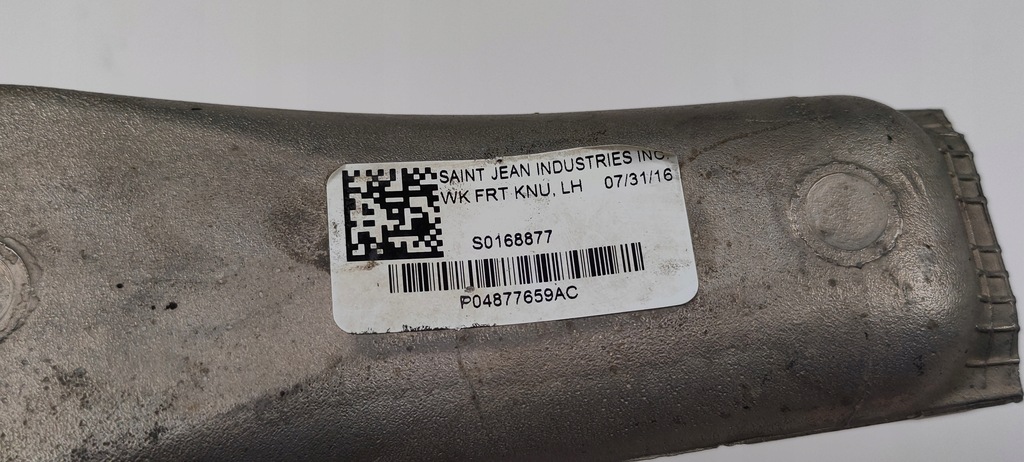 SAINT JEAN INDUSTRIES INC.
WK FRT KNU, LH 07/31/16
S0168877
P04877659AC